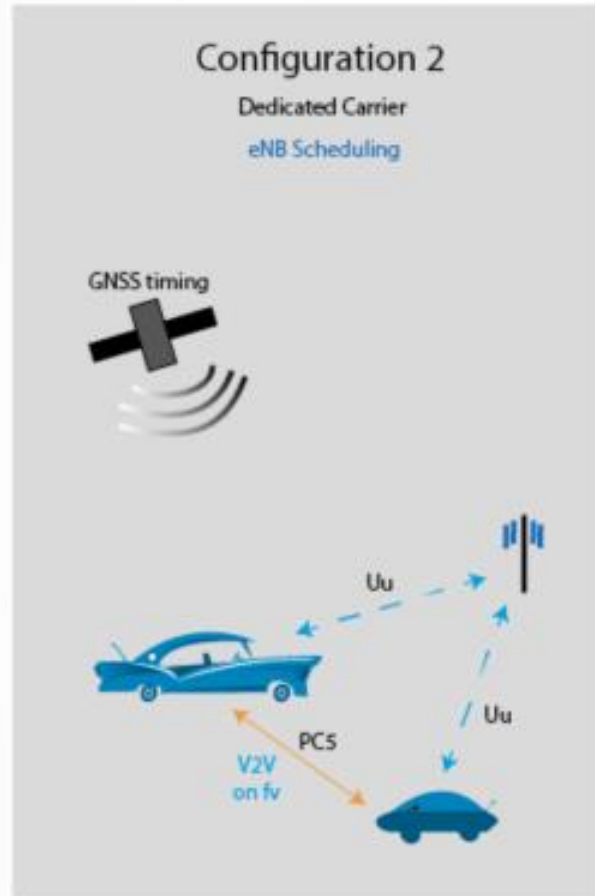 Configuration 2
Dedicated Carrier
eNB Scheduling
GNSS timing
Uu
Uu
PC5
V2V
on fv